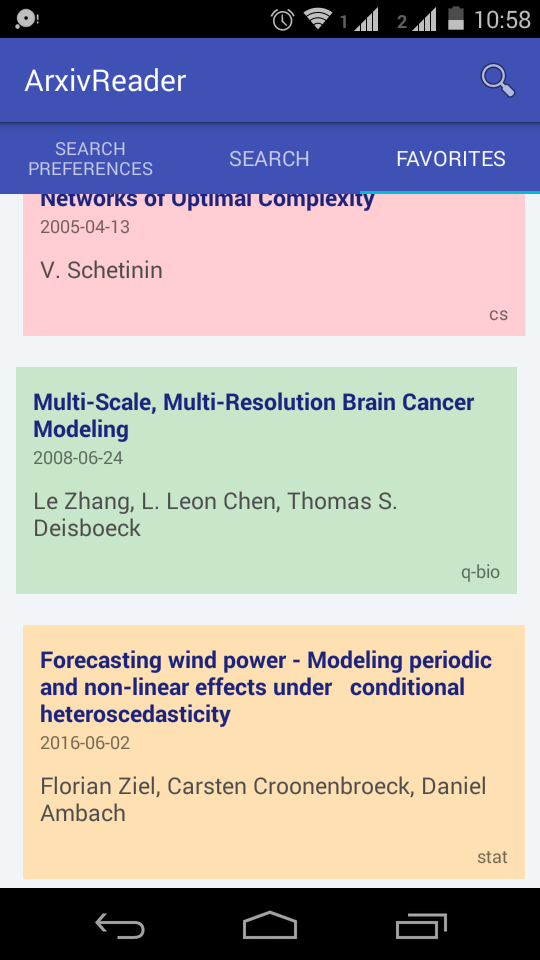 1 2 10:58
ArxivReader
SEARCH
PREFERENCES
SEARCH
FAVORITES
Networks of Optimal Complexity
2005-04-13
V. Schetinin
cs
Multi-Scale, Multi-Resolution Brain Cancer
Modeling
2008-06-24
Le Zhang, L. Leon Chen, Thomas S.
Deisboeck
q-bio
Forecasting wind power - Modeling periodic
and non-linear effects under   conditional
heteroscedasticity
2016-06-02
Florian Ziel, Carsten Croonenbroeck, Daniel
Ambach
stat